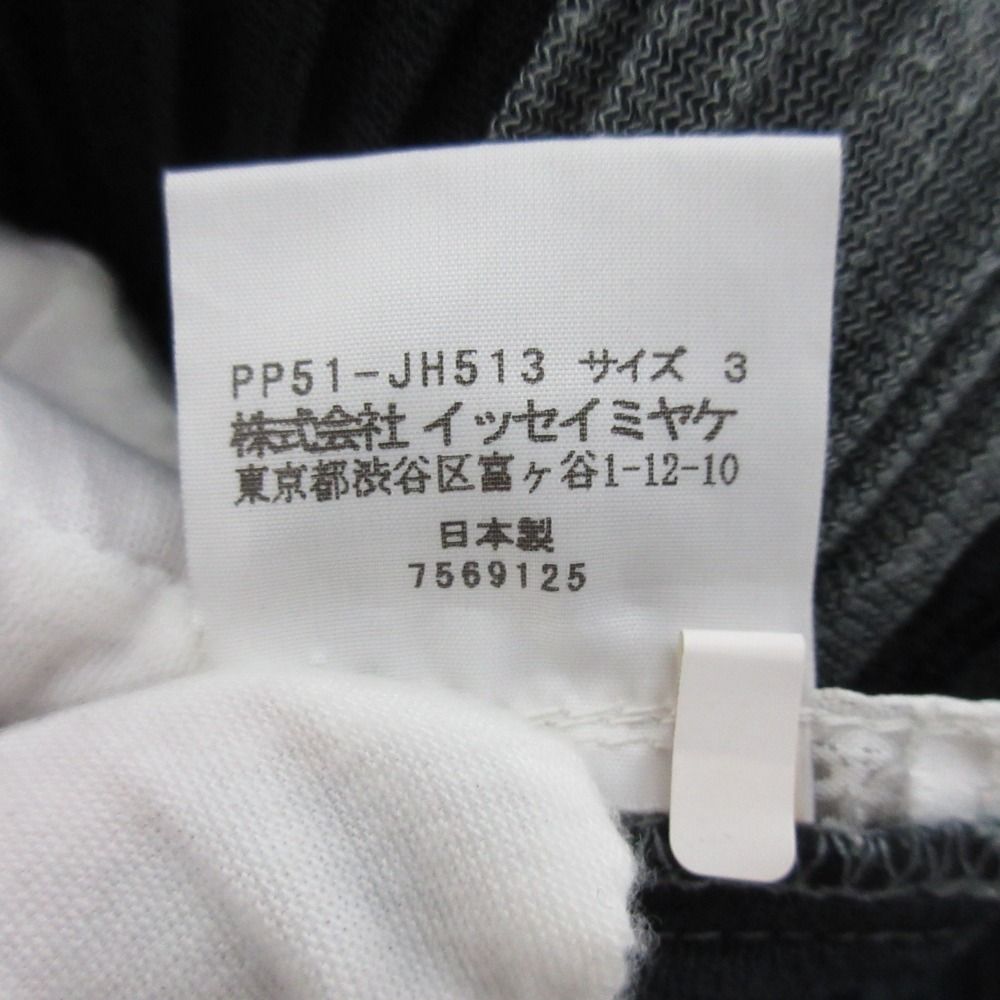 PP51-JH513 サイズ 3
株式会社 イッセイミヤケ
東京都渋谷区富ヶ谷1-12-10
日本製
7569125